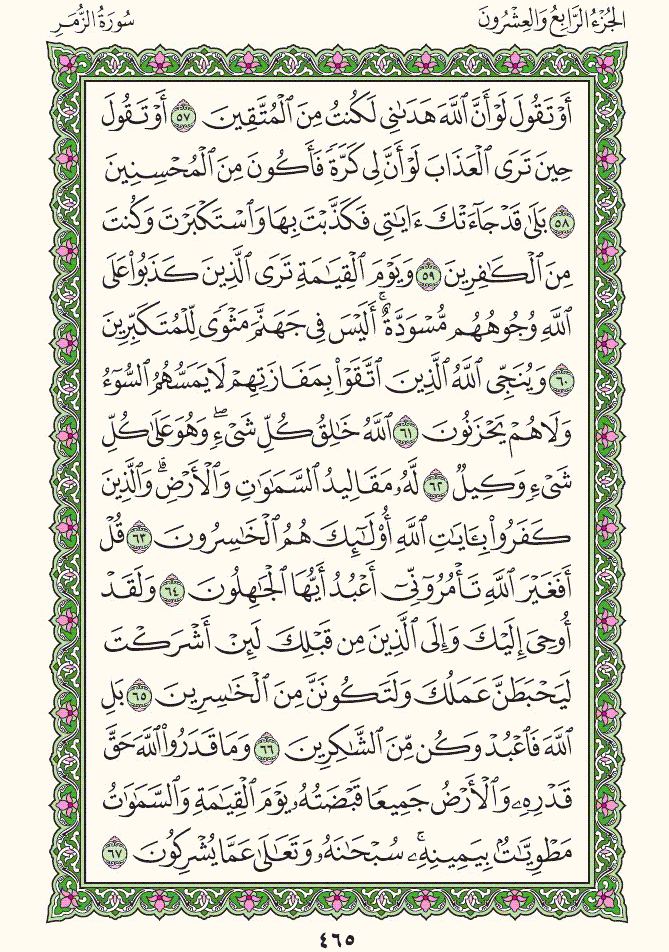 الجُزْءُ الرَّابِعُ وَالعِشْرُونَ
سُورَةُ الزُّمَرِ
أَوْ تَقُولَ لَوْ أَنَّ ٱللَّهَ هَدَىٰنِى لَكُنتُ مِنَ ٱلْمُتَّقِينَ ٥٧ أَوْ تَقُولَ
حِينَ تَرَى ٱلْعَذَابَ لَوْ أَنَّ لِى كَرَّةً فَأَكُونَ مِنَ ٱلْمُحْسِنِينَ
٥٨ بَلَىٰ قَدْ جَآءَتْكَ ءَايَٰتِى فَكَذَّبْتَ بِهَا وَٱسْتَكْبَرْتَ وَكُنتَ
مِنَ ٱلْكَٰفِرِينَ ٥٩ وَيَوْمَ ٱلْقِيَٰمَةِ تَرَى ٱلَّذِينَ كَذَبُوا۟ عَلَى
ٱللَّهِ وُجُوهُهُم مُّسْوَدَّةٌ ۚ أَلَيْسَ فِى جَهَنَّمَ مَثْوًى لِّلْمُتَكَبِّرِينَ
٦٠ وَيُنَجِّى ٱللَّهُ ٱلَّذِينَ ٱتَّقَوْا۟ بِمَفَازَتِهِمْ لَا يَمَسُّهُمُ ٱلسُّوٓءُ
وَلَا هُمْ يَحْزَنُونَ ٦١ ٱللَّهُ خَٰلِقُ كُلِّ شَىْءٍ ۖ وَهُوَ عَلَىٰ كُلِّ
شَىْءٍ وَكِيلٌ ٦٢ لَّهُۥ مَقَالِيدُ ٱلسَّمَٰوَٰتِ وَٱلْأَرْضِ ۗ وَٱلَّذِينَ
كَفَرُوا۟ بِـَٔايَٰتِ ٱللَّهِ أُو۟لَٰٓئِكَ هُمُ ٱلْخَٰسِرُونَ ٦٣ قُلْ
أَفَغَيْرَ ٱللَّهِ تَأْمُرُوٓنِّىٓ أَعْبُدُ أَيُّهَا ٱلْجَٰهِلُونَ ٦٤ وَلَقَدْ
أُوحِىَ إِلَيْكَ وَإِلَى ٱلَّذِينَ مِن قَبْلِكَ لَئِنْ أَشْرَكْتَ
لَيَحْبَطَنَّ عَمَلُكَ وَلَتَكُونَنَّ مِنَ ٱلْخَٰسِرِينَ ٦٥ بَلِ
ٱللَّهَ فَٱعْبُدْ وَكُن مِّنَ ٱلشَّٰكِرِينَ ٦٦ وَمَا قَدَرُوا۟ ٱللَّهَ حَقَّ
قَدْرِهِۦ وَٱلْأَرْضُ جَمِيعًا قَبْضَتُهُۥ يَوْمَ ٱلْقِيَٰمَةِ وَٱلسَّمَٰوَٰتُ
مَطْوِيَّٰتٌۢ بِيَمِينِهِۦ ۚ سُبْحَٰنَهُۥ وَتَعَٰلَىٰ عَمَّا يُشْرِكُونَ ٦٧
٤٦٥